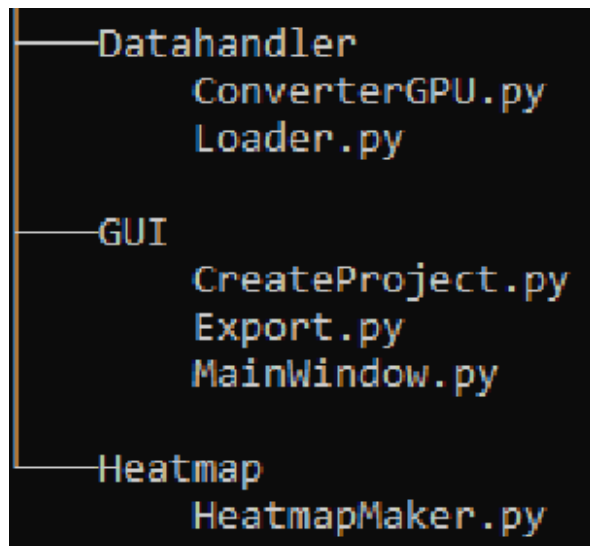 Datahandler
ConverterGPU.py
Loader.py
GUI
CreateProject.py
Export.py
MainWindow.py
Heatmap
HeatmapMaker.py